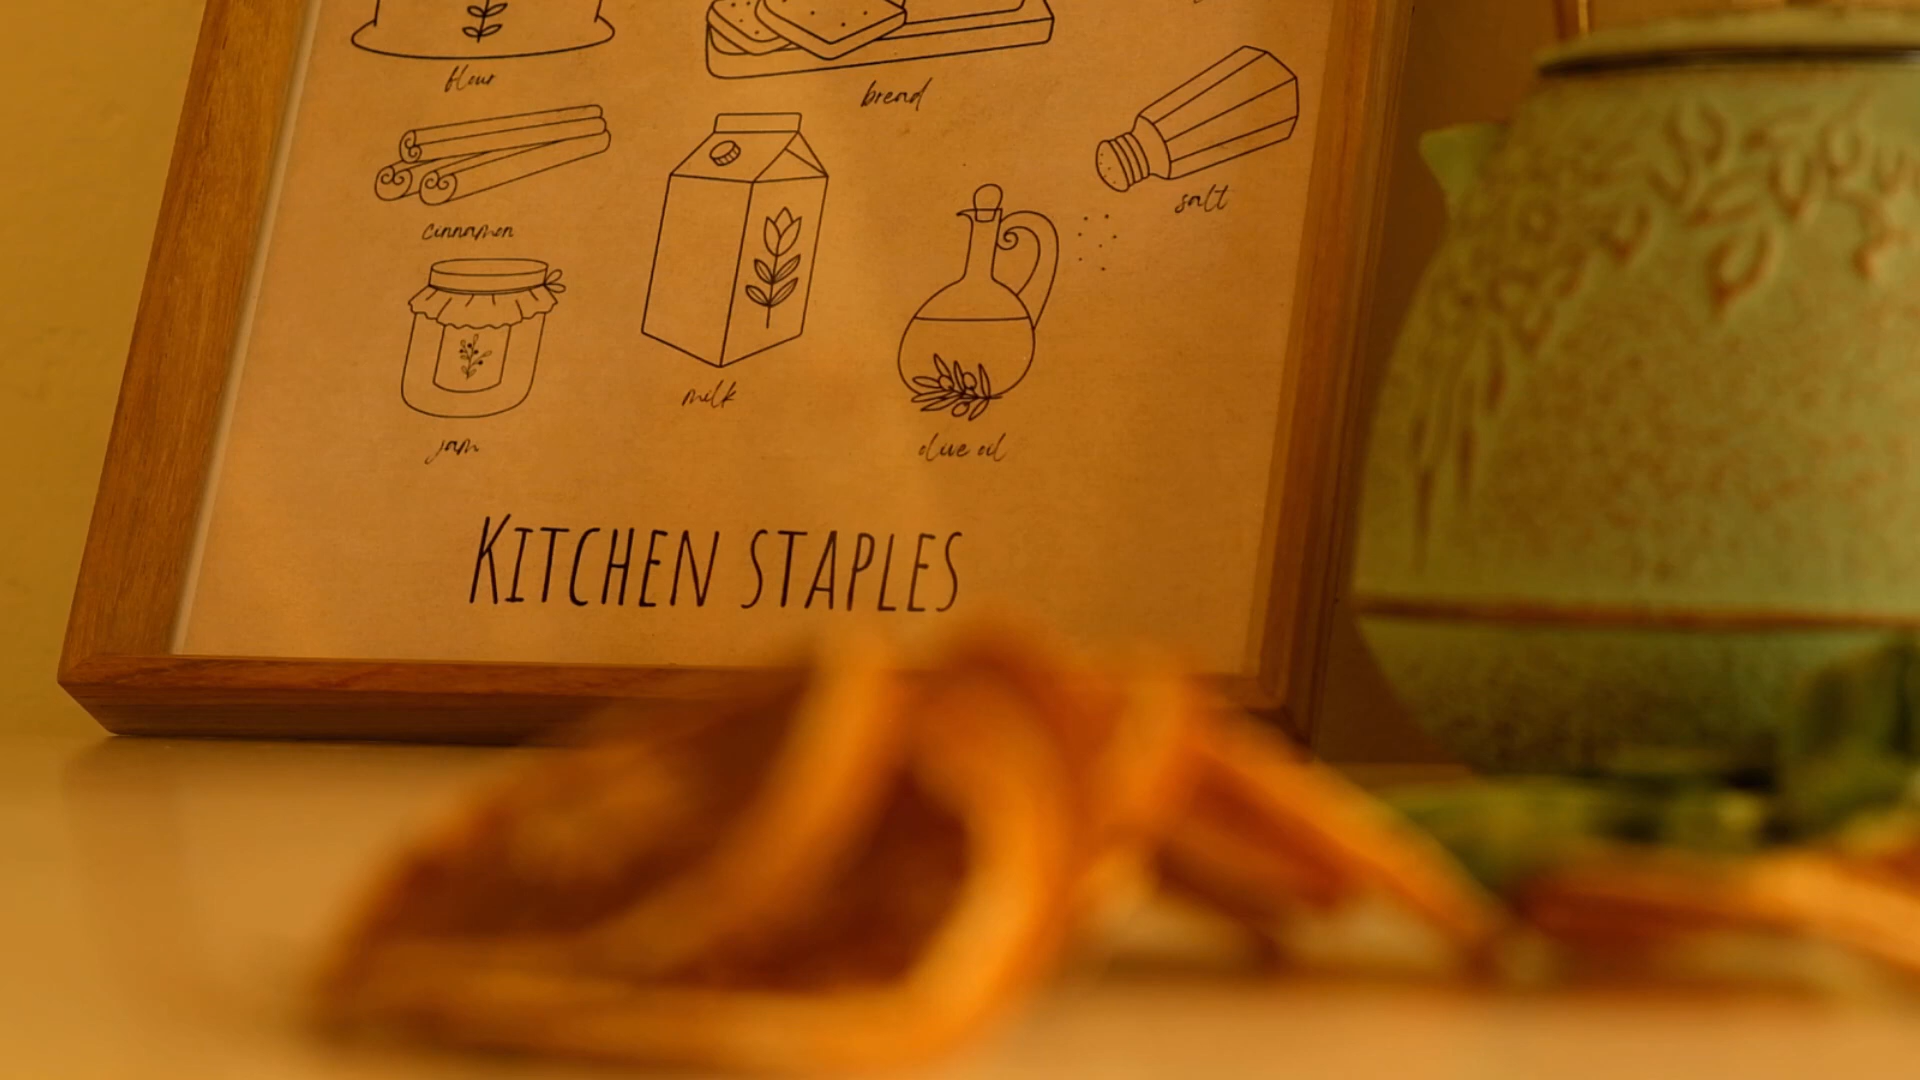 flour
bread
cinnamon
salt
jam
milk
olive oil
KITCHEN STAPLES